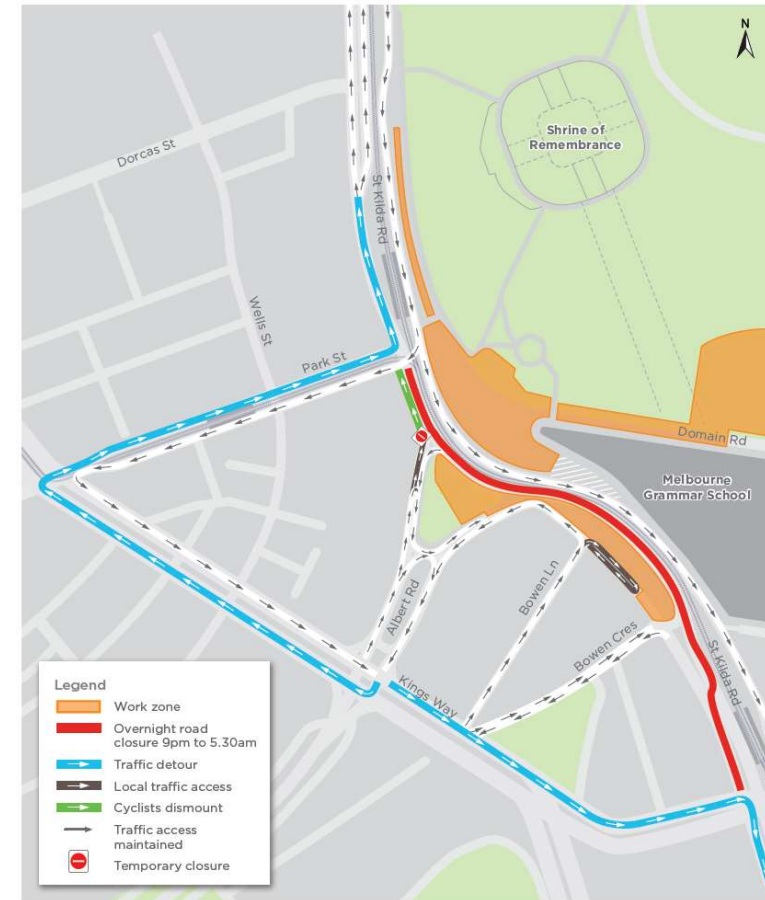 N
Shrine of
Remembrance
Dorcas St
St Kilda Rd
Wells St
Park St
Domain Rd
Melbourne
Grammar School
Albert Rd
Bowen Ln
Bowen Cres
St Kilda Rd
Kings Way
Legend
Work zone
Overnight road
closure 9pm to 5.30am
Traffic detour
Local traffic access
Cyclists dismount
Traffic access
maintained
Temporary closure